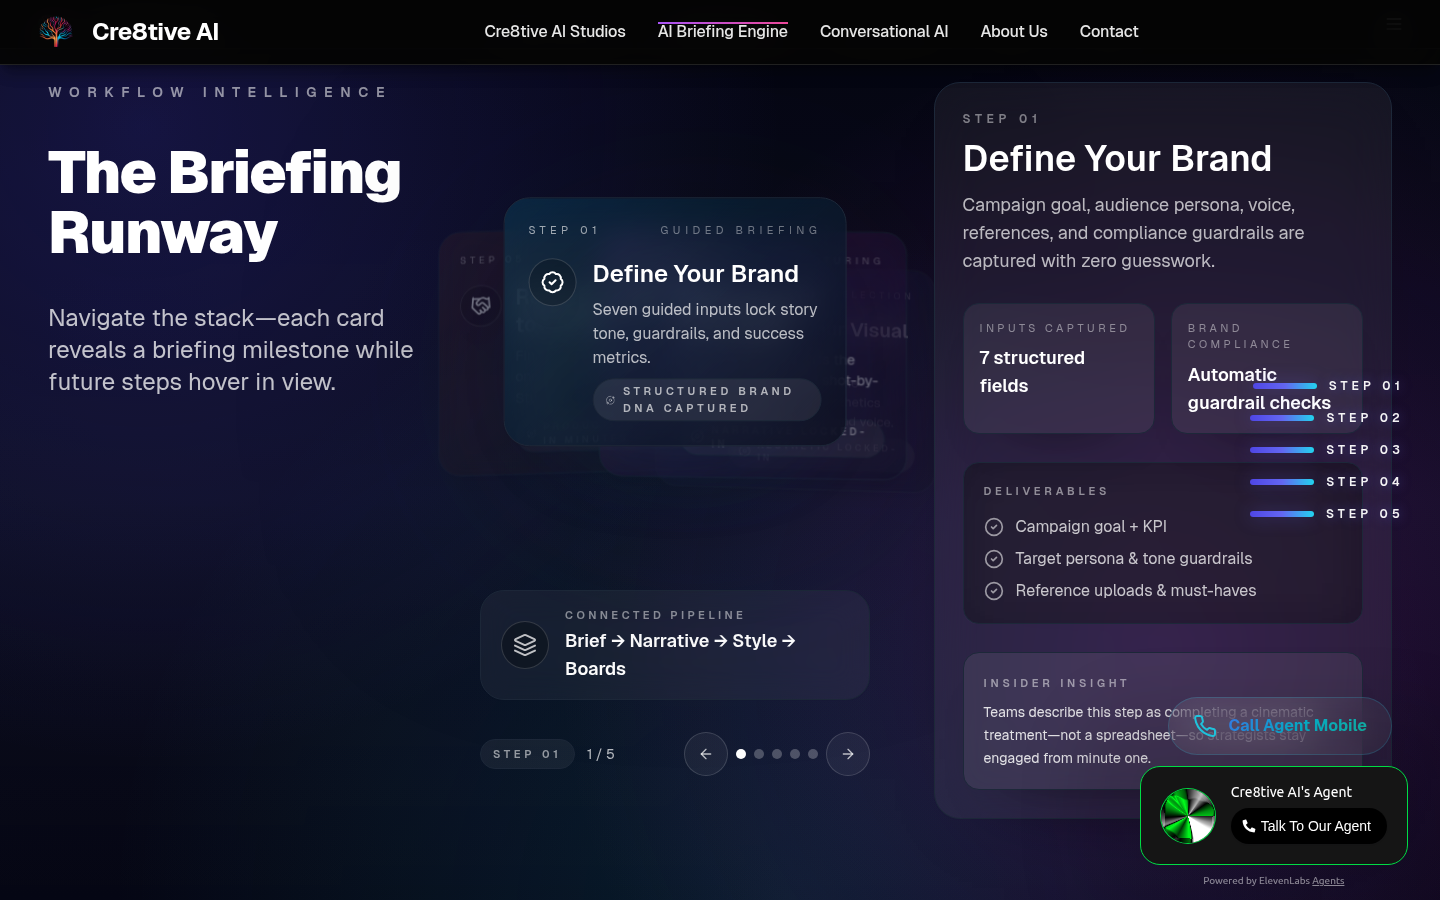 Cre8tive AI
Cre8tive AI Studios
AI Briefing Engine
Conversational AI
About Us
Contact
WORKFLOW INTELLIGENCE
The Briefing
Runway
Navigate the stack—each card
reveals a briefing milestone while
future steps hover in view.
STEP 01
GUIDED BRIEFING
Define Your Brand
Seven guided inputs lock story
tone, guardrails, and success
metrics.
STRUCTURED BRAND
DNA CAPTURED
Visual
CONNECTED PIPELINE
Brief → Narrative → Style →
Boards
STEP 01
1 / 5
STEP 01
Define Your Brand
Campaign goal, audience persona, voice,
references, and compliance guardrails are
captured with zero guesswork.
INPUTS CAPTURED
7 structured
fields
BRAND
COMPLIANCE
Automatic
guardrail checks
STEP 01
STEP 02
STEP 03
STEP 04
STEP 05
DELIVERABLES
Campaign goal + KPI
Target persona & tone guardrails
Reference uploads & must-haves
INSIDER INSIGHT
Teams describe this step as completing a cinematic
treatment—not a spreadsheet—so strategists stay
engaged from minute one.
Call Agent Mobile
Cre8tive AI's Agent
Talk To Our Agent
Powered by ElevenLabs Agents